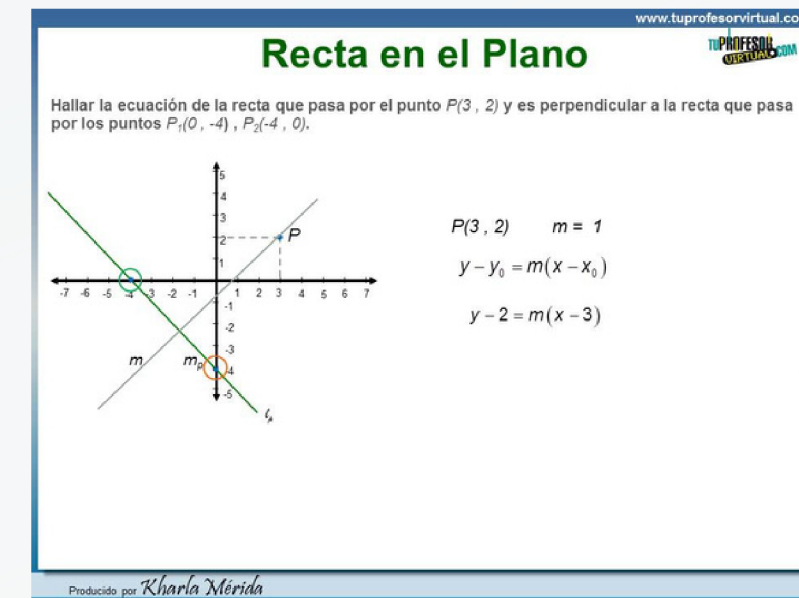 www.tuprofesorvirtual.co
Recta en el Plano
TUPROFESOR
VIRTUAL.COM
Hallar la ecuación de la recta que pasa por el punto P(3 , 2) y es perpendicular a la recta que pasa
por los puntos P₁(0 , -4) , P₂(-4 , 0).
5
4
3
2
1
P
-7 -6 -5 -4 -3 -2 -1 1 2 3 4 5 6 7
-1
-2
-3
-4
-5
m
mₚ
P(3 , 2) m = 1
y − y₀ = m(x − x₀)
y − 2 = m(x − 3)
Producido por Kharla Mérida